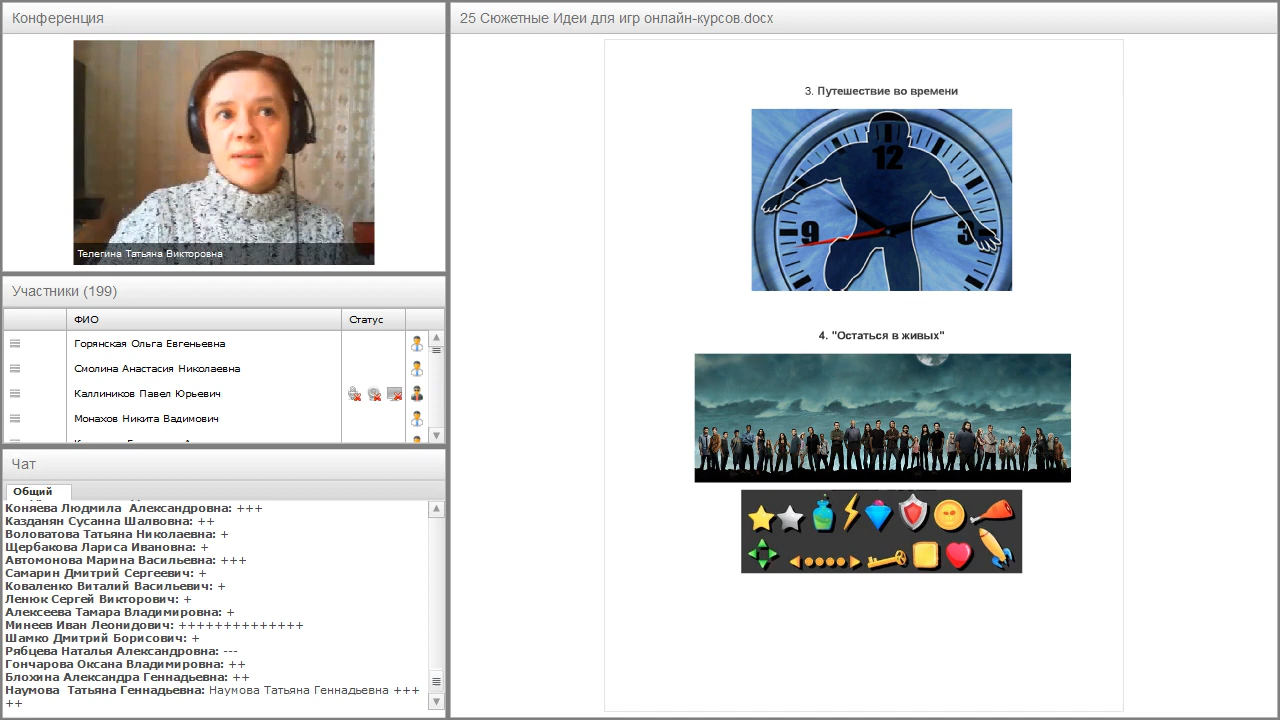 Конференция
Телегина Татьяна Викторовна
Участники (199)
ФИО Статус
Горянская Ольга Евгеньевна
Смолина Анастасия Николаевна
Каллиников Павел Юрьевич
Монахов Никита Вадимович
Чат
Общий
Коняева Людмила Александровна: +++
Казданян Сусанна Шалвовна: ++
Воловатова Татьяна Николаевна: +
Щербакова Лариса Ивановна: +
Автомонова Марина Васильевна: +++
Самарин Дмитрий Сергеевич: +
Коваленко Виталий Васильевич: +
Ленюк Сергей Викторович: +
Алексеева Тамара Владимировна: +
Минеев Иван Леонидович: ++++++++++++++
Шамко Дмитрий Борисович: +
Рябцева Наталья Александровна: ---
Гончарова Оксана Владимировна: ++
Блохина Александра Геннадьевна: ++
Наумова Татьяна Геннадьевна: Наумова Татьяна Геннадьевна +++
++
25 Сюжетные Идеи для игр онлайн-курсов.docx
3. Путешествие во времени
12
9
3
4. "Остаться в живых"